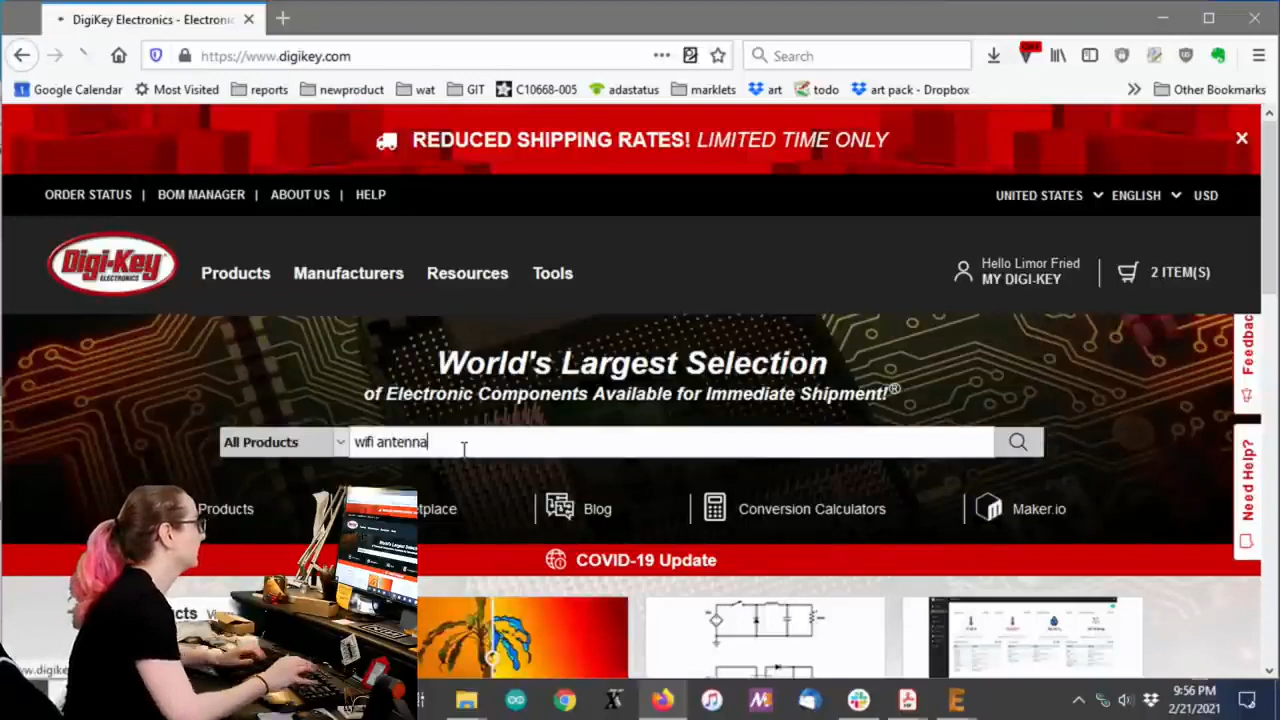 DigiKey Electronics - Electronic
https://www.digikey.com
Search
Google Calendar
Most Visited
reports
newproduct
wat
GIT
C10668-005
adastatus
marklets
art
todo
art pack - Dropbox
Other Bookmarks
REDUCED SHIPPING RATES! LIMITED TIME ONLY
ORDER STATUS | BOM MANAGER | ABOUT US | HELP
UNITED STATES
ENGLISH
USD
Digi-Key
ELECTRONICS
Products
Manufacturers
Resources
Tools
Hello Limor Fried
MY DIGI-KEY
2 ITEM(S)
Feedbac
World's Largest Selection
of Electronic Components Available for Immediate Shipment!®
All Products
wifi antenna
Need Help?
Products
tplace
Blog
Conversion Calculators
Maker.io
COVID-19 Update
www.digikey
9:56 PM
2/21/2021